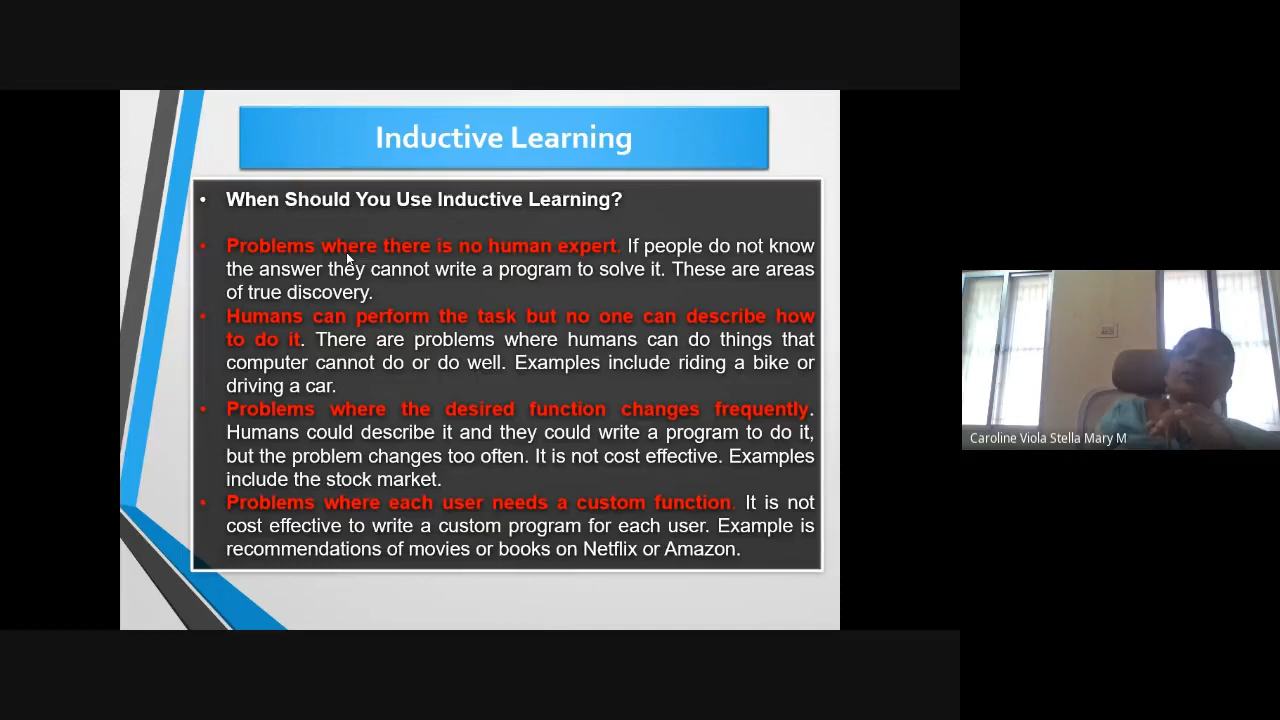 Inductive Learning
• When Should You Use Inductive Learning?
• Problems where there is no human expert. If people do not know
the answer they cannot write a program to solve it. These are areas
of true discovery.
• Humans can perform the task but no one can describe how
to do it. There are problems where humans can do things that
computer cannot do or do well. Examples include riding a bike or
driving a car.
• Problems where the desired function changes frequently.
Humans could describe it and they could write a program to do it,
but the problem changes too often. It is not cost effective. Examples
include the stock market.
• Problems where each user needs a custom function. It is not
cost effective to write a custom program for each user. Example is
recommendations of movies or books on Netflix or Amazon.
Caroline Viola Stella Mary M